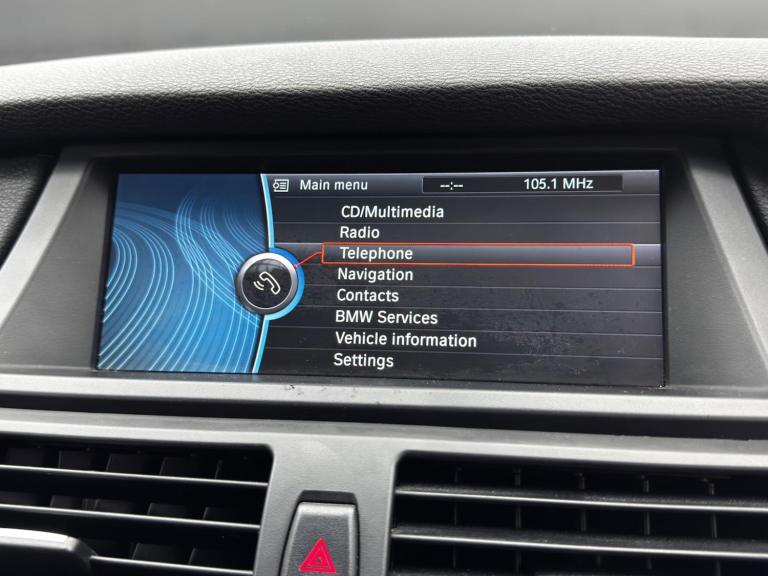 Main menu --:-- 105.1 MHz
CD/Multimedia
Radio
Telephone
Navigation
Contacts
BMW Services
Vehicle information
Settings